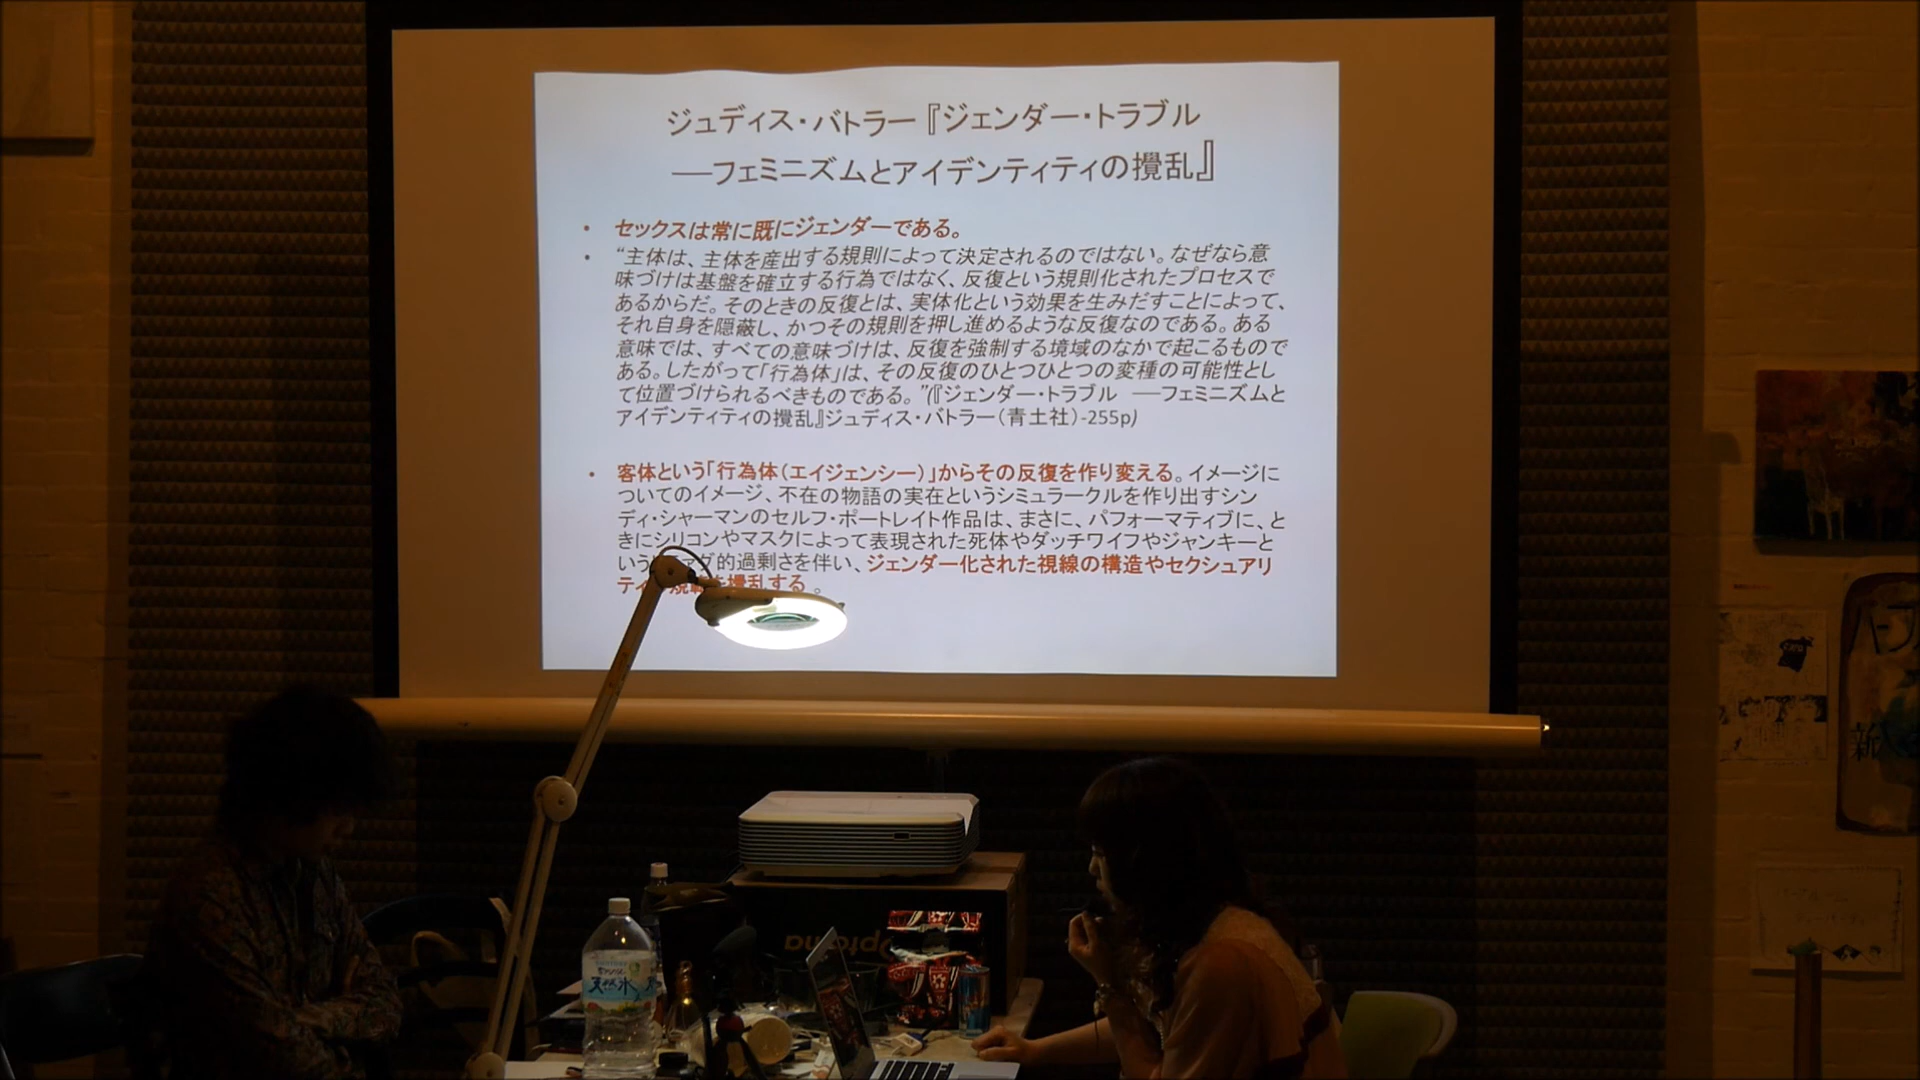 ジュディス・バトラー『ジェンダー・トラブル
──フェミニズムとアイデンティティの攪乱』
• セックスは常に既にジェンダーである。
• “主体は、主体を産出する規則によって決定されるのではない。なぜなら意
味づけは基盤を確立する行為ではなく、反復という規則化されたプロセスで
あるからだ。そのときの反復とは、実体化という効果を生みだすことによって、
それ自身を隠蔽し、かつその規則を押し進めるような反復なのである。ある
意味では、すべての意味づけは、反復を強制する境域のなかで起こるもので
ある。したがって「行為体」は、その反復のひとつひとつの変種の可能性とし
て位置づけられるべきものである。”(『ジェンダー・トラブル ──フェミニズムと
アイデンティティの攪乱』ジュディス・バトラー（青土社）-255p)
• 客体という「行為体（エイジェンシー）」からその反復を作り変える。イメージに
ついてのイメージ、不在の物語の実在というシミュラークルを作り出すシン
ディ・シャーマンのセルフ・ポートレイト作品は、まさに、パフォーマティブに、と
きにシリコンやマスクによって表現された死体やダッチワイフやジャンキーと
いう 的過剰さを伴い、ジェンダー化された視線の構造やセクシュアリ
ティ 攪乱する。
天然水
optoma
新